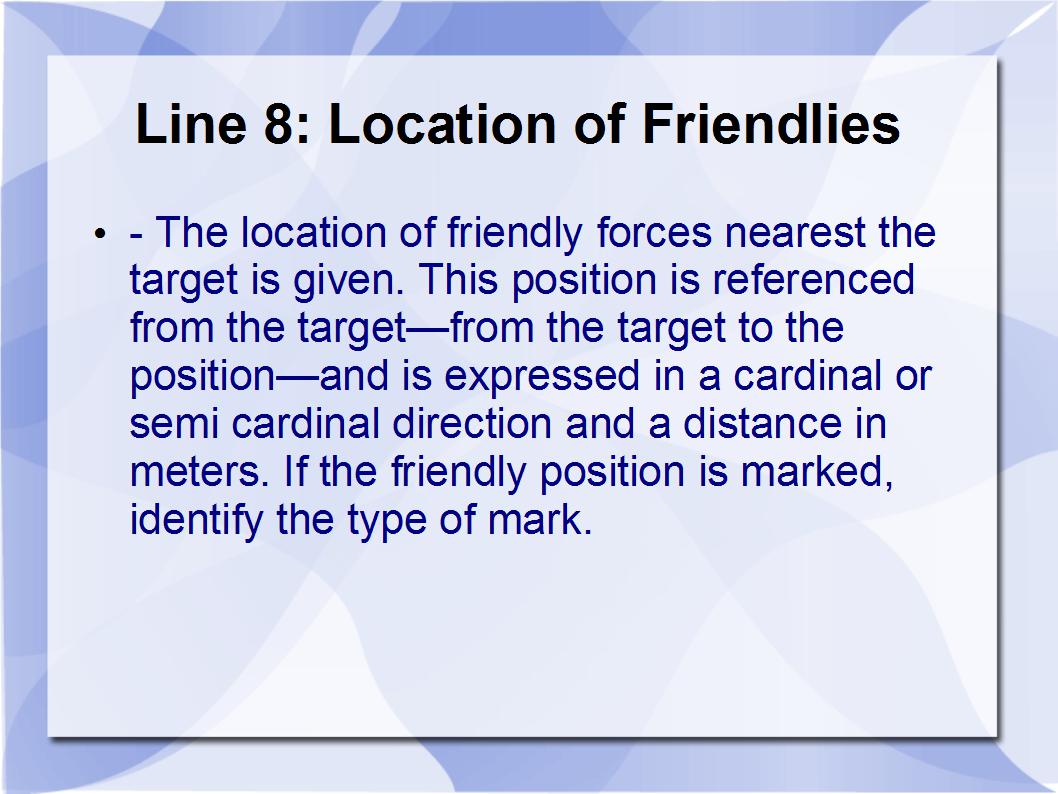 Line 8: Location of Friendlies
• - The location of friendly forces nearest the
target is given. This position is referenced
from the target—from the target to the
position—and is expressed in a cardinal or
semi cardinal direction and a distance in
meters. If the friendly position is marked,
identify the type of mark.